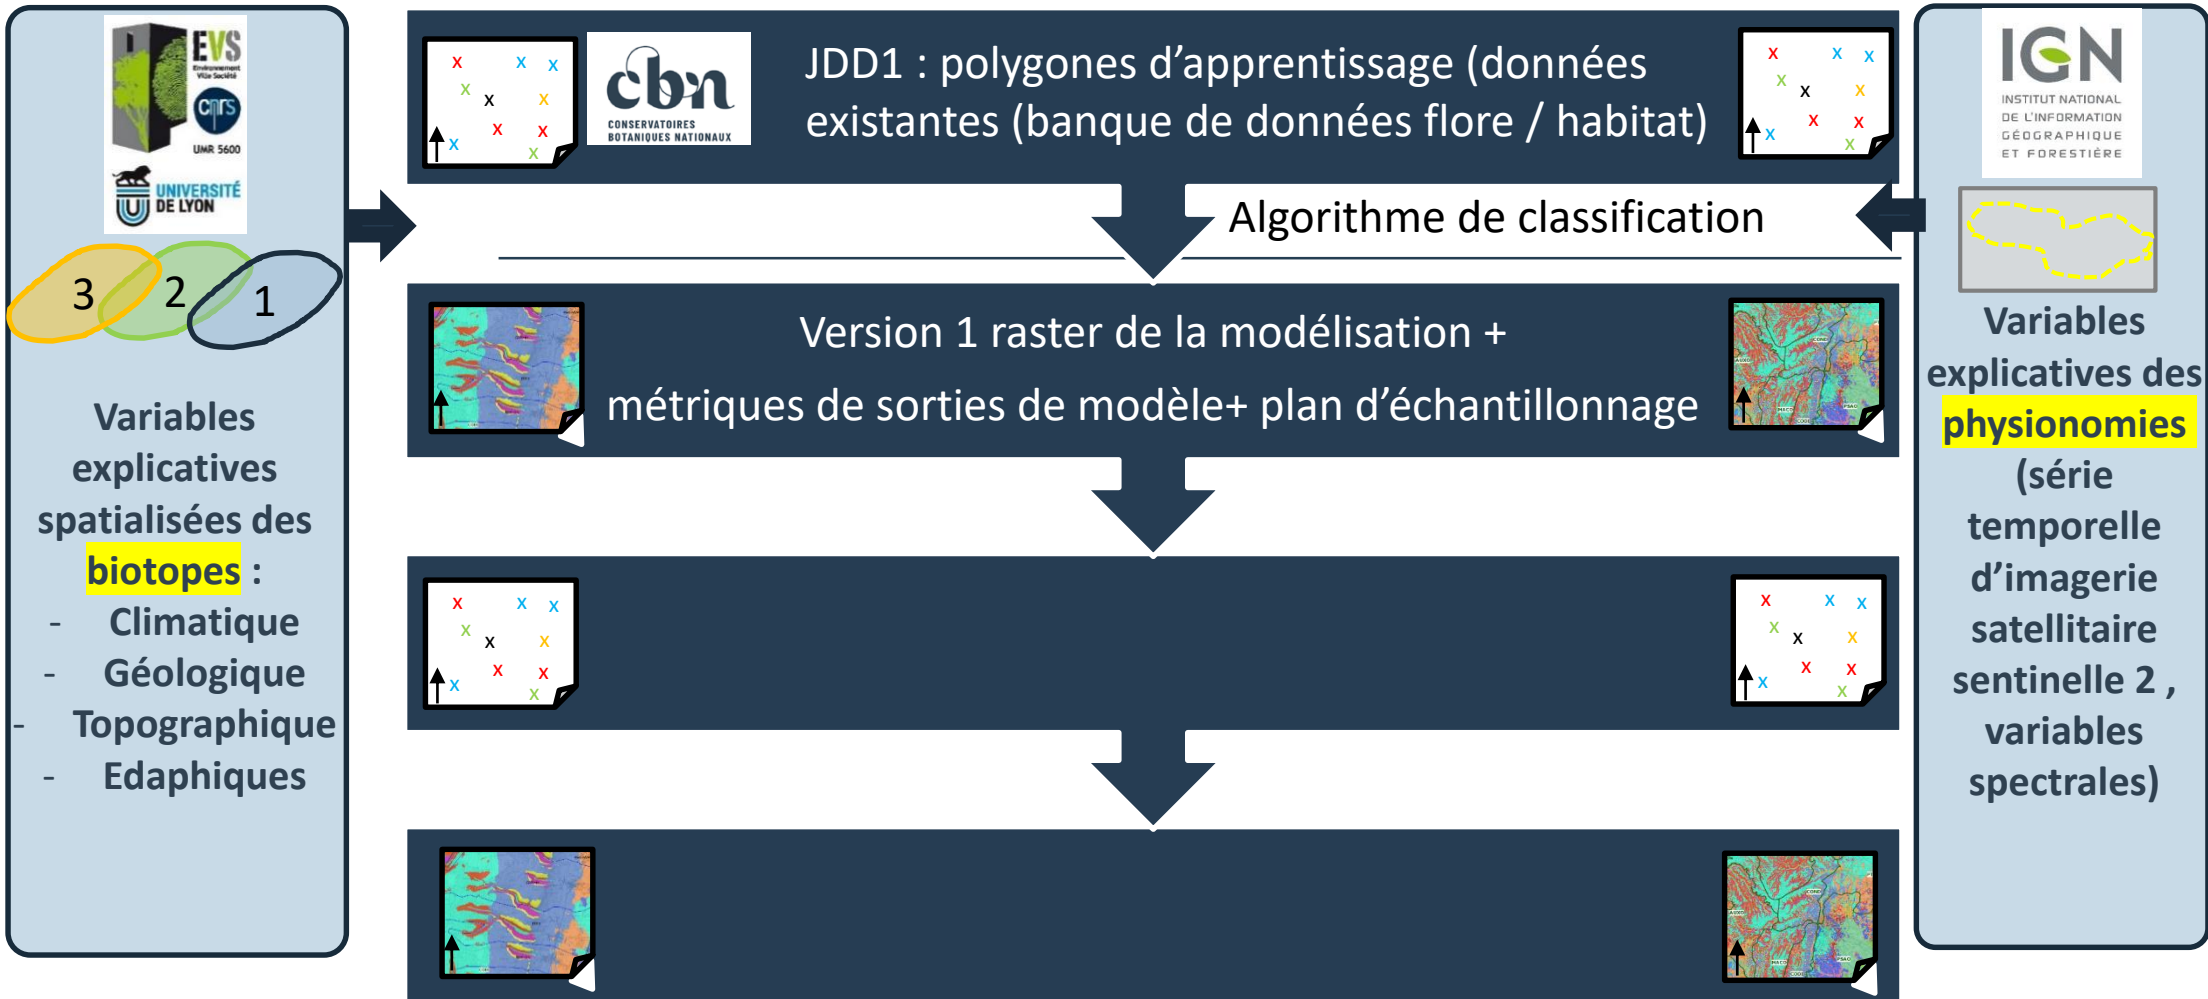 EVS
Environnement
Ville Société
cnrs
UMR 5600
UNIVERSITÉ
DE LYON
3
2
1
Variables
explicatives
spatialisées des
biotopes :
- Climatique
- Géologique
- Topographique
- Edaphiques
cbn
CONSERVATOIRES
BOTANIQUES NATIONAUX
JDD1 : polygones d’apprentissage (données
existantes (banque de données flore / habitat)
Algorithme de classification
Version 1 raster de la modélisation +
métriques de sorties de modèle+ plan d’échantillonnage
IGN
INSTITUT NATIONAL
DE L'INFORMATION
GÉOGRAPHIQUE
ET FORESTIÈRE
Variables
explicatives des
physionomies
(série
temporelle
d’imagerie
satellitaire
sentinelle 2 ,
variables
spectrales)